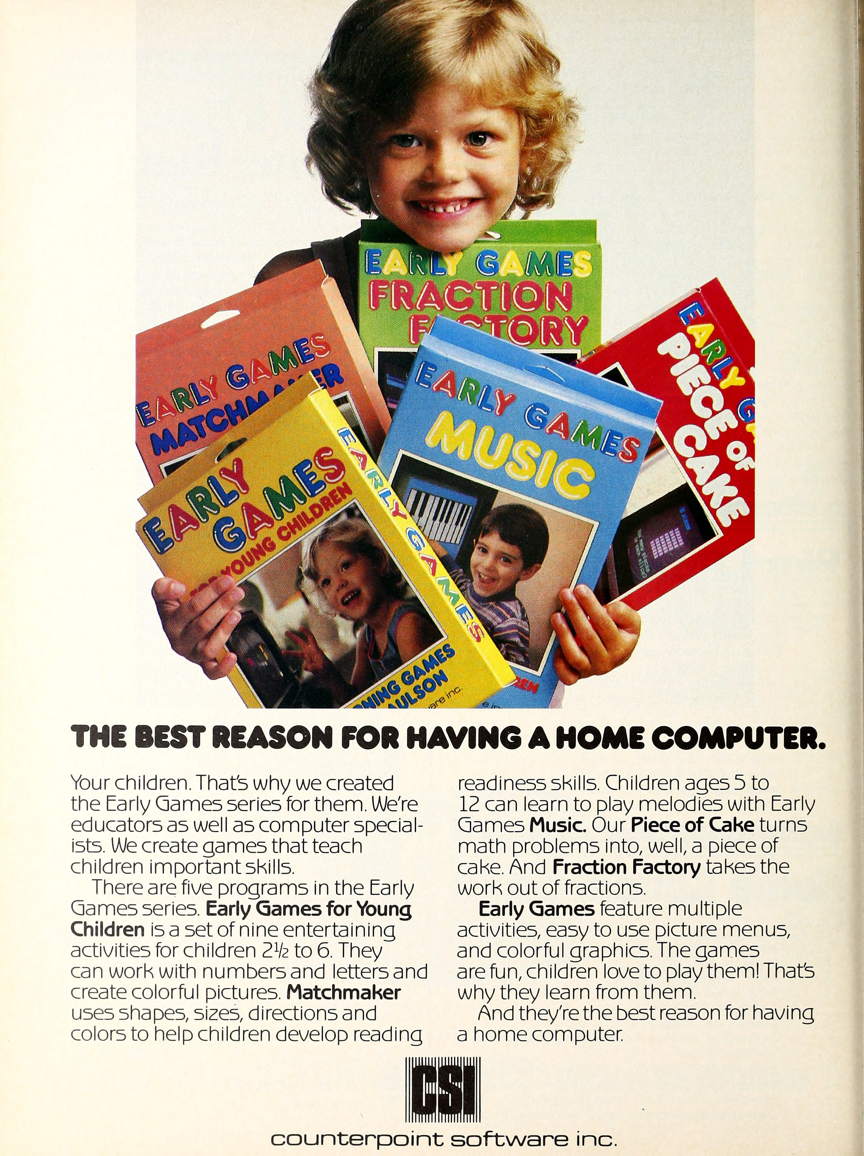 EARLY GAMES
FRACTION
FACTORY
EARLY GAMES
MATCHMAKER
EARLY GAMES
MUSIC
EARLY
PIECE OF
CAKE
EARLY
GAMES
FOR YOUNG CHILDREN
EARLY GAMES
GAMES
THE BEST REASON FOR HAVING A HOME COMPUTER.
Your children. That's why we created
the Early Games series for them. We're
educators as well as computer special-
ists. We create games that teach
children important skills.
There are five programs in the Early
Games series. Early Games for Young
Children is a set of nine entertaining
activities for children 2½ to 6. They
can work with numbers and letters and
create colorful pictures. Matchmaker
uses shapes, sizes, directions and
colors to help children develop reading
readiness skills. Children ages 5 to
12 can learn to play melodies with Early
Games Music. Our Piece of Cake turns
math problems into, well, a piece of
cake. And Fraction Factory takes the
work out of fractions.
Early Games feature multiple
activities, easy to use picture menus,
and colorful graphics. The games
are fun, children love to play them! That's
why they learn from them.
And they're the best reason for having
a home computer.
CSI
counterpoint software inc.